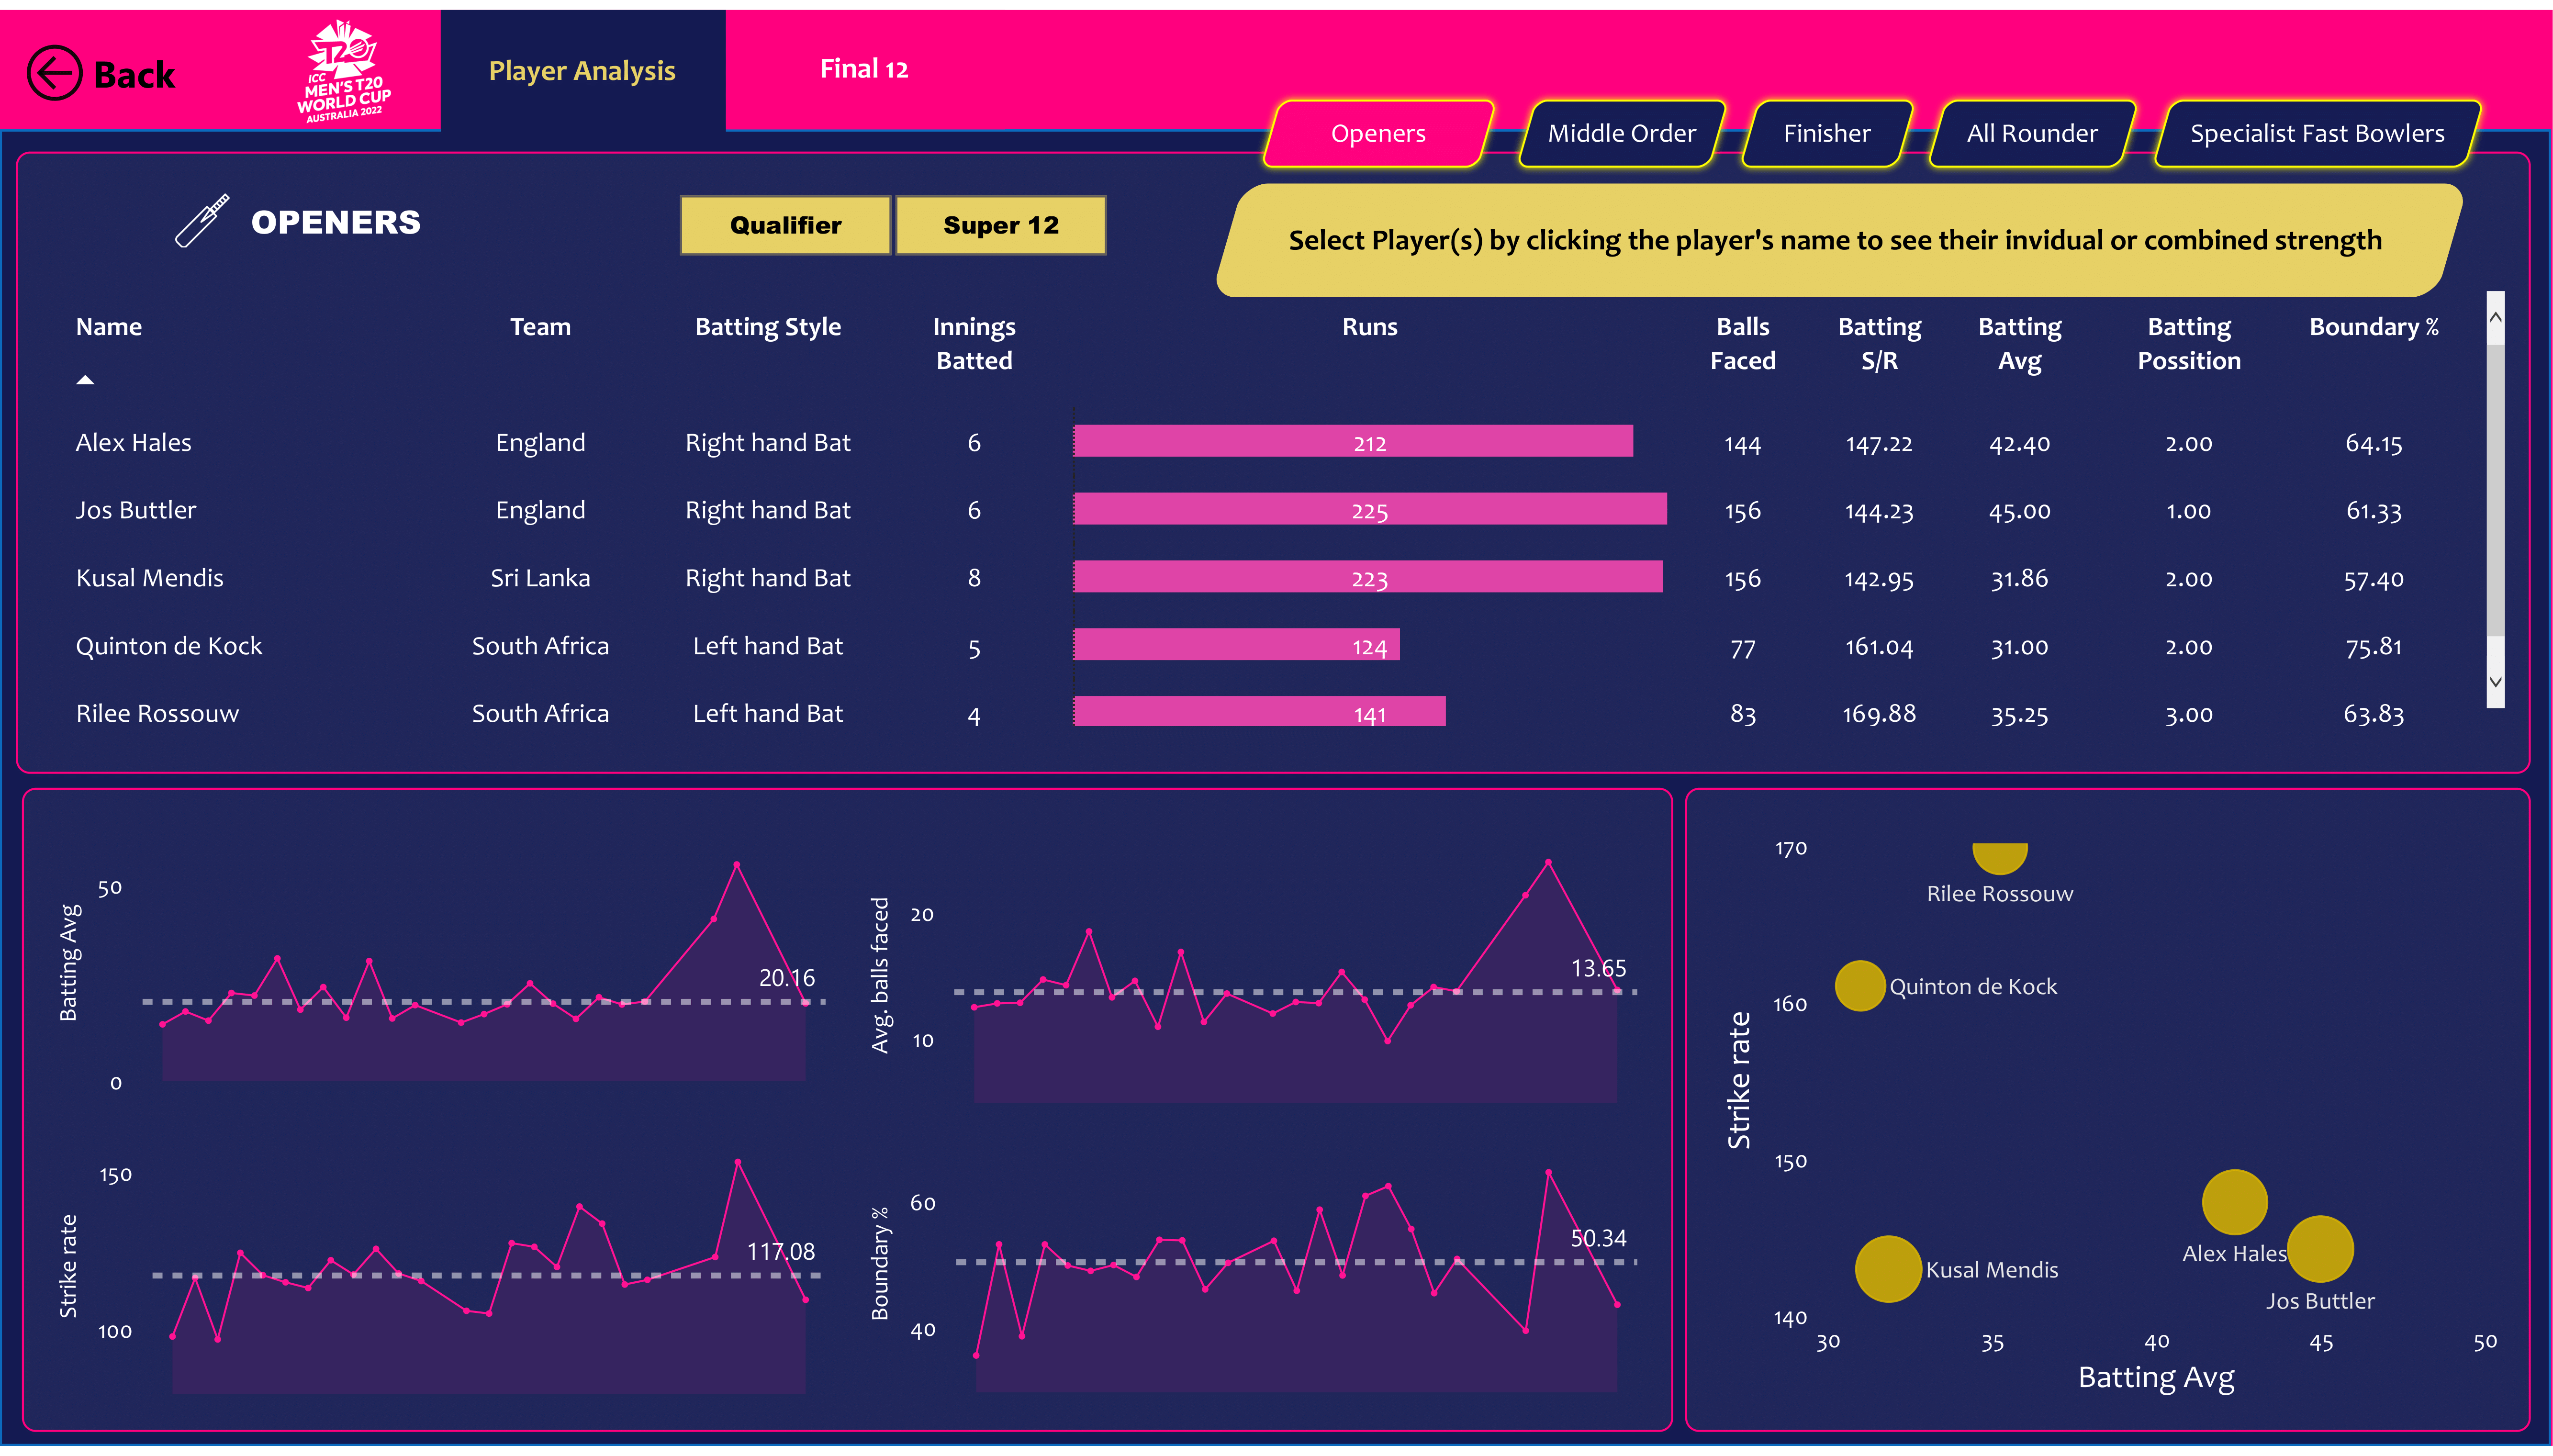 Back
T20
ICC
MEN'S T20
WORLD CUP
AUSTRALIA 2022
Player Analysis
Final 12
Openers
Middle Order
Finisher
All Rounder
Specialist Fast Bowlers
OPENERS
Qualifier
Super 12
Select Player(s) by clicking the player's name to see their invidual or combined strength
Name Team Batting Style Innings Batted Runs Balls Faced Batting S/R Batting Avg Batting Possition Boundary %
Alex Hales England Right hand Bat 6 212 144 147.22 42.40 2.00 64.15
Jos Buttler England Right hand Bat 6 225 156 144.23 45.00 1.00 61.33
Kusal Mendis Sri Lanka Right hand Bat 8 223 156 142.95 31.86 2.00 57.40
Quinton de Kock South Africa Left hand Bat 5 124 77 161.04 31.00 2.00 75.81
Rilee Rossouw South Africa Left hand Bat 4 141 83 169.88 35.25 3.00 63.83
Batting Avg
50
0
20.16
Avg. balls faced
20
10
13.65
Strike rate
150
100
117.08
Boundary %
60
40
50.34
Strike rate
170
160
150
140
Rilee Rossouw
Quinton de Kock
Alex Hales
Kusal Mendis
Jos Buttler
30 35 40 45 50
Batting Avg